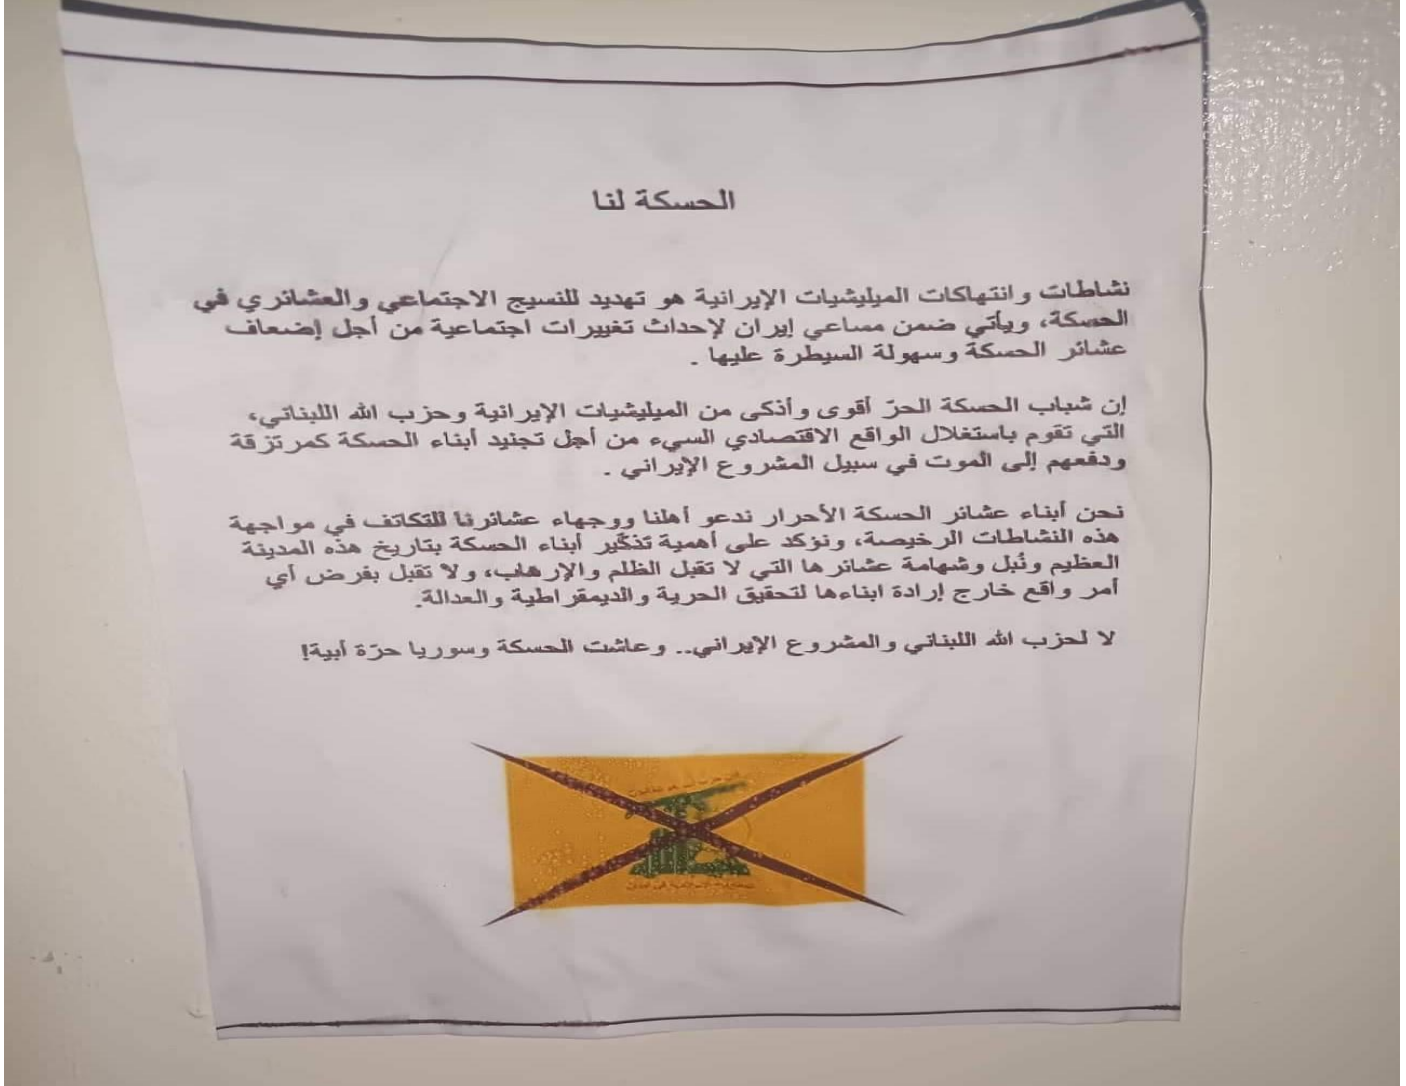 الحسكة لنا
نشاطات وانتهاكات الميليشيات الإيرانية هو تهديد للنسيج الاجتماعي والعشائري في
الحسكة، ويأتي ضمن مساعي إيران لإحداث تغييرات اجتماعية من أجل إضعاف
عشائر الحسكة وسهولة السيطرة عليها .
إن شباب الحسكة الحرّ أقوى وأذكى من الميليشيات الإيرانية وحزب الله اللبناني،
التي تقوم باستغلال الواقع الاقتصادي السيء من أجل تجنيد أبناء الحسكة كمرتزقة
ودفعهم إلى الموت في سبيل المشروع الإيراني .
نحن أبناء عشائر الحسكة الأحرار ندعو أهلنا ووجهاء عشائرنا للتكاتف في مواجهة
هذه النشاطات الرخيصة، ونؤكد على أهمية تذكير أبناء الحسكة بتاريخ هذه المدينة
العظيم ونُبل وشهامة عشائرها التي لا تقبل الظلم والإرهاب، ولا تقبل بفرض أي
أمر واقع خارج إرادة ابناءها لتحقيق الحرية والديمقراطية والعدالة.
لا لحزب الله اللبناني والمشروع الإيراني.. وعاشت الحسكة وسوريا حرّة أبية!